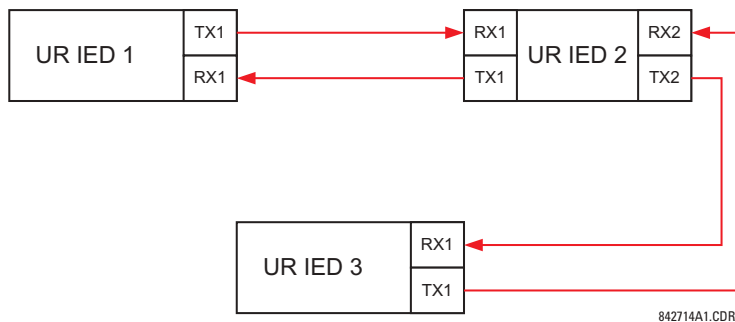 UR IED 1
TX1
RX1
RX1
TX1
UR IED 2
RX2
TX2
UR IED 3
RX1
TX1
842714A1.CDR